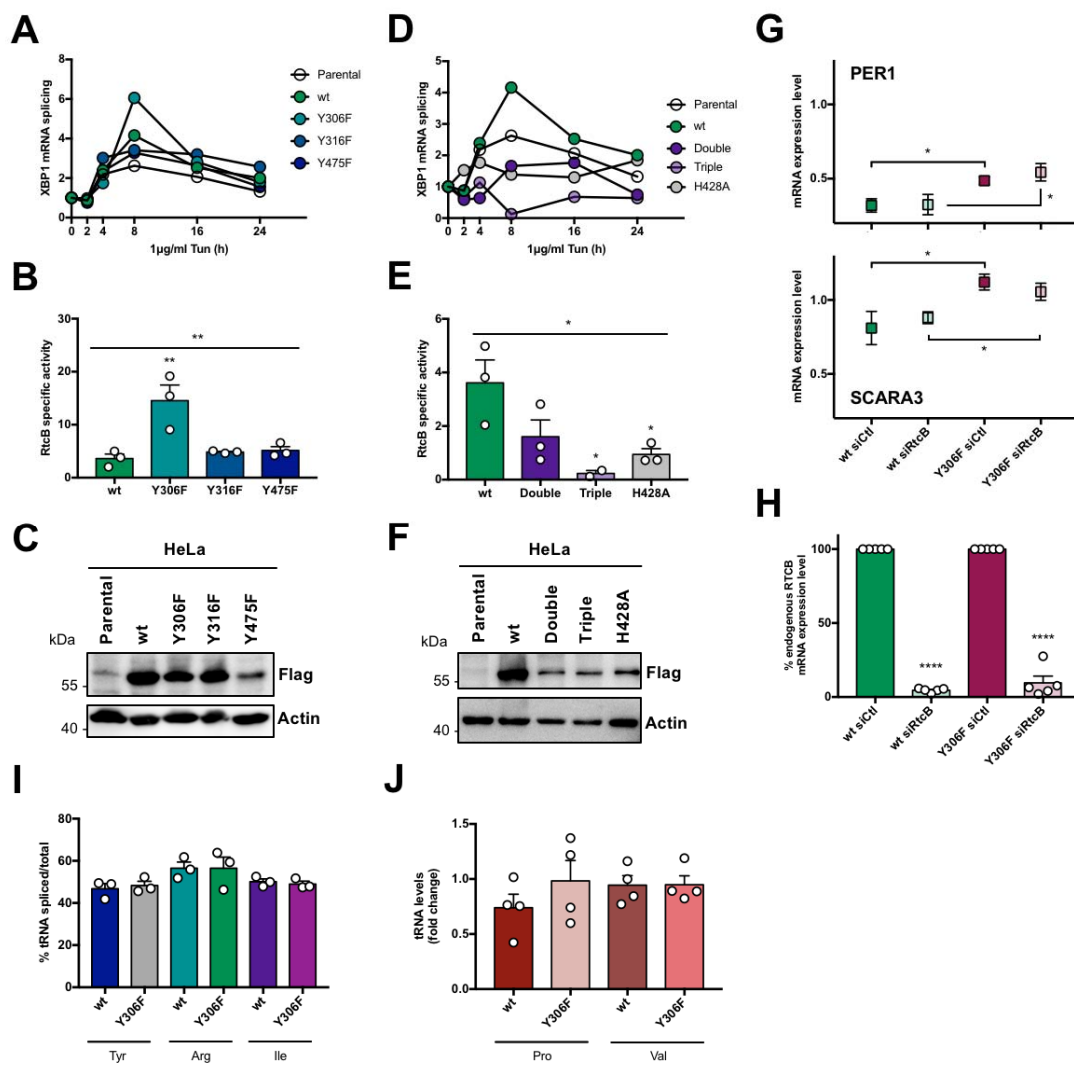 A
XBP1 mRNA splicing
8
6
4
2
0
0 2 4 8 16 24
1µg/ml Tun (h)
Parental
wt
Y306F
Y316F
Y475F
D
XBP1 mRNA splicing
5
4
3
2
1
0
0 2 4 8 16 24
1µg/ml Tun (h)
Parental
wt
Double
Triple
H428A
G
PER1
mRNA expression level
1.0
0.5
*
*
mRNA expression level
1.0
0.5
*
*
SCARA3
wt siCtl
wt siRtcB
Y306F siCtl
Y306F siRtcB
B
RtcB specific activity
30
20
10
0
**
**
wt Y306F Y316F Y475F
E
RtcB specific activity
6
4
2
0
*
*
*
wt Double Triple H428A
C
HeLa
Parental
wt
Y306F
Y316F
Y475F
kDa
55
Flag
40
Actin
F
HeLa
Parental
wt
Double
Triple
H428A
kDa
55
Flag
40
Actin
H
% endogenous RTCB
mRNA expression level
100
50
0
****
****
wt siCtl
wt siRtcB
Y306F siCtl
Y306F siRtcB
I
% tRNA spliced/total
80
60
40
20
0
wt
Y306F
wt
Y306F
wt
Y306F
Tyr Arg Ile
J
tRNA levels
(fold change)
1.5
1.0
0.5
0.0
wt
Y306F
wt
Y306F
Pro Val